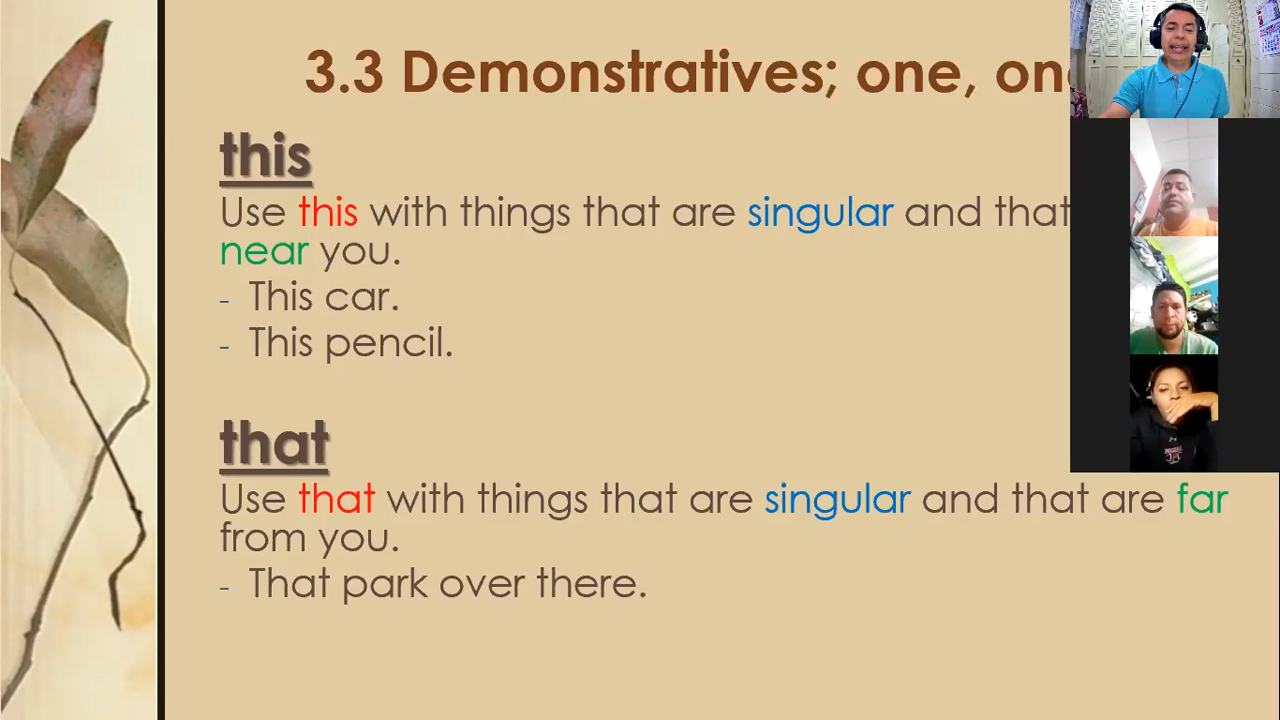 3.3 Demonstratives; one, on
this
Use this with things that are singular and that
near you.
- This car.
- This pencil.
that
Use that with things that are singular and that are far
from you.
- That park over there.